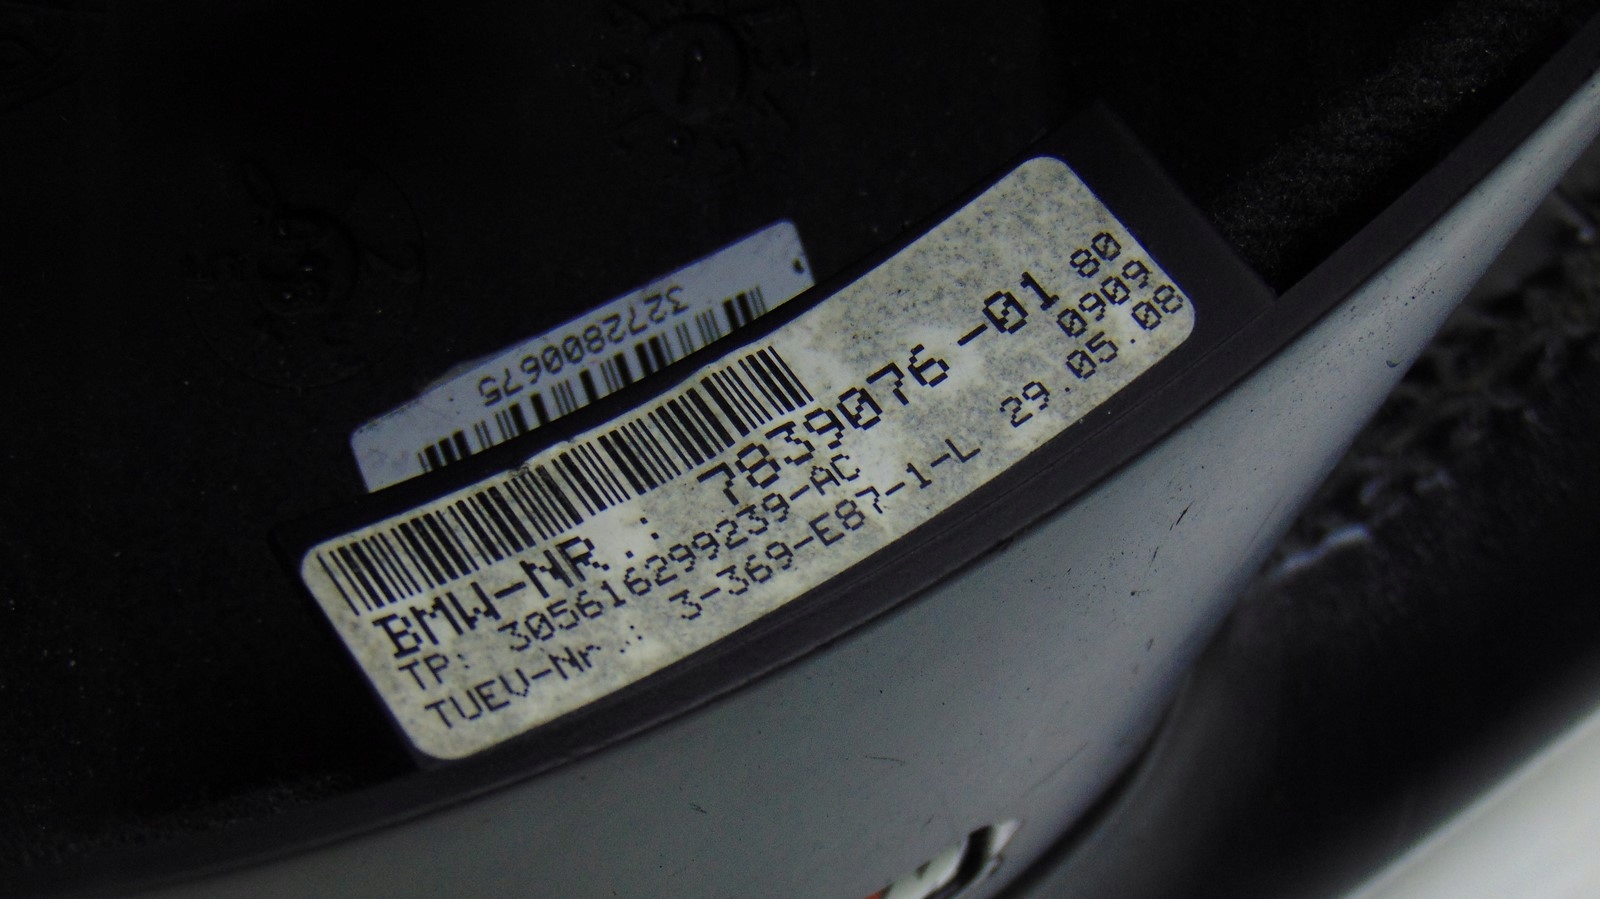 3272800675
80
BMW-NR.: 7839076-01 0909
TP: 305616299239-AC
TUEV-Nr.: 3-369-E87-1-L 29.05.08